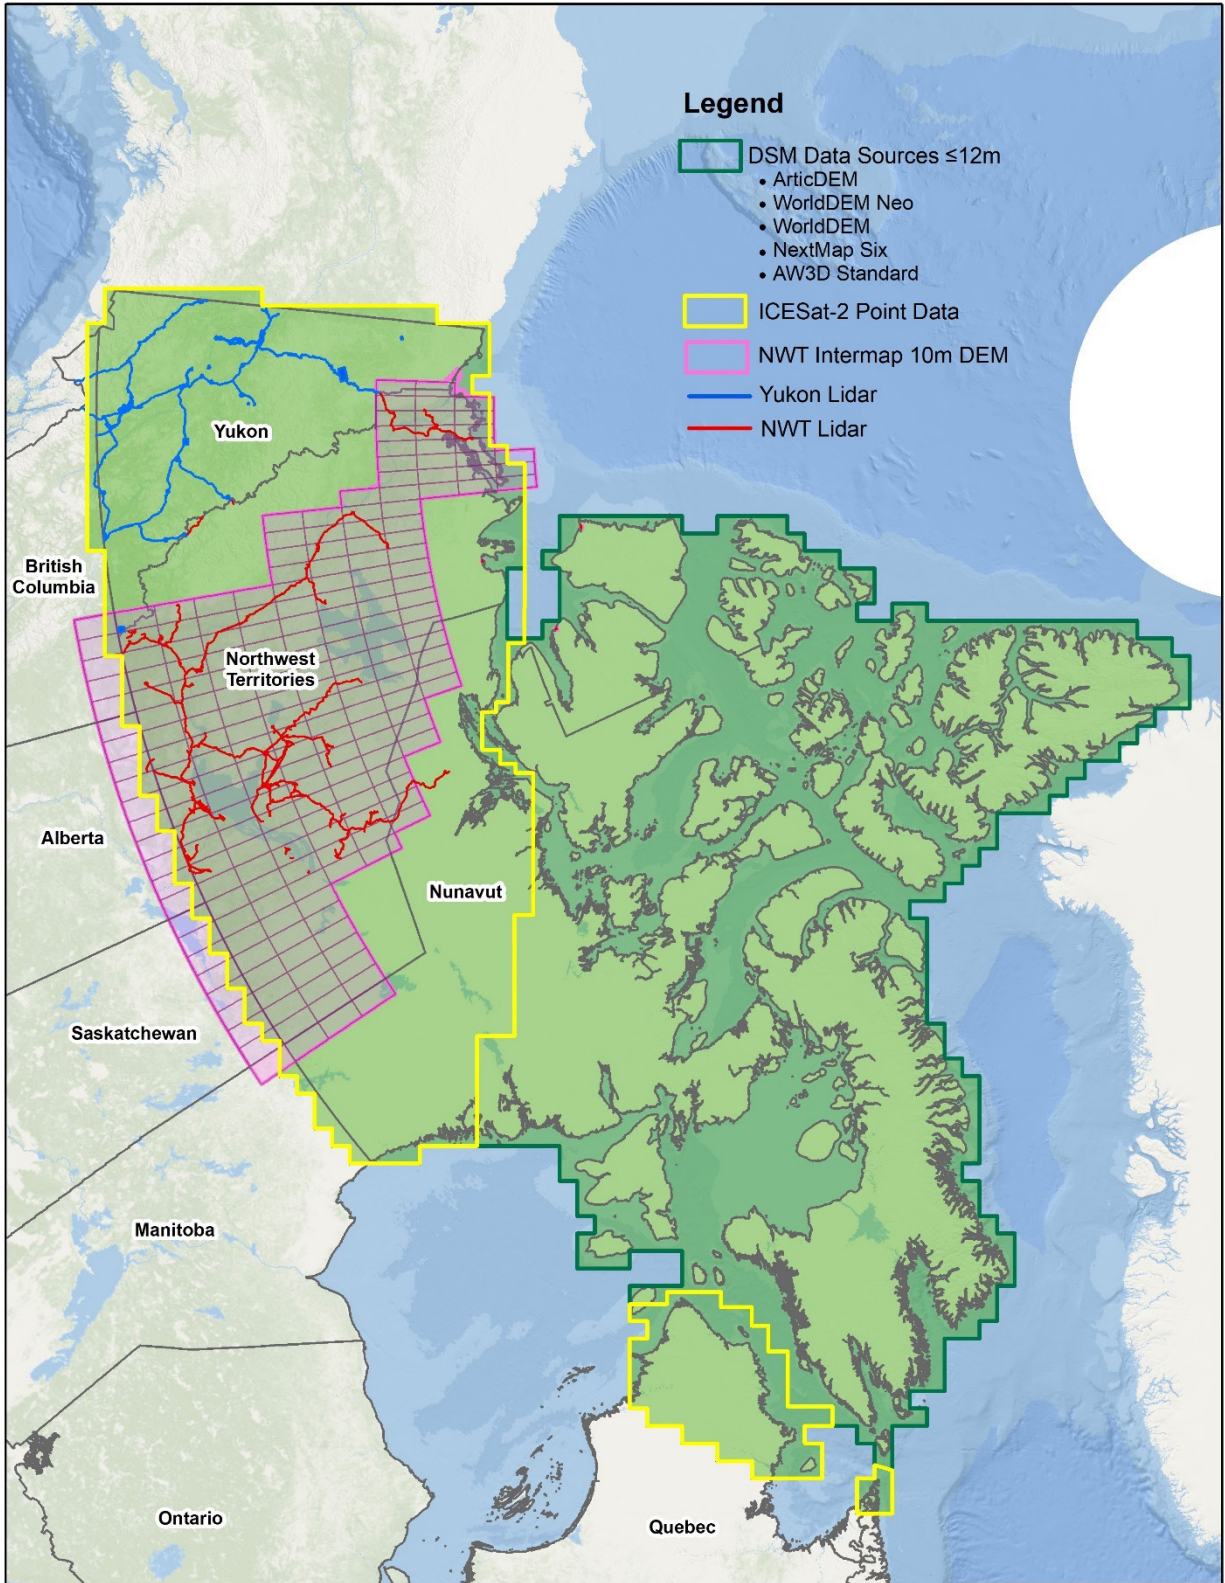 Legend
DSM Data Sources ≤12m
• ArticDEM
• WorldDEM Neo
• WorldDEM
• NextMap Six
• AW3D Standard
ICESat-2 Point Data
NWT Intermap 10m DEM
Yukon Lidar
NWT Lidar
Yukon
British
Columbia
Northwest
Territories
Alberta
Nunavut
Saskatchewan
Manitoba
Ontario
Quebec